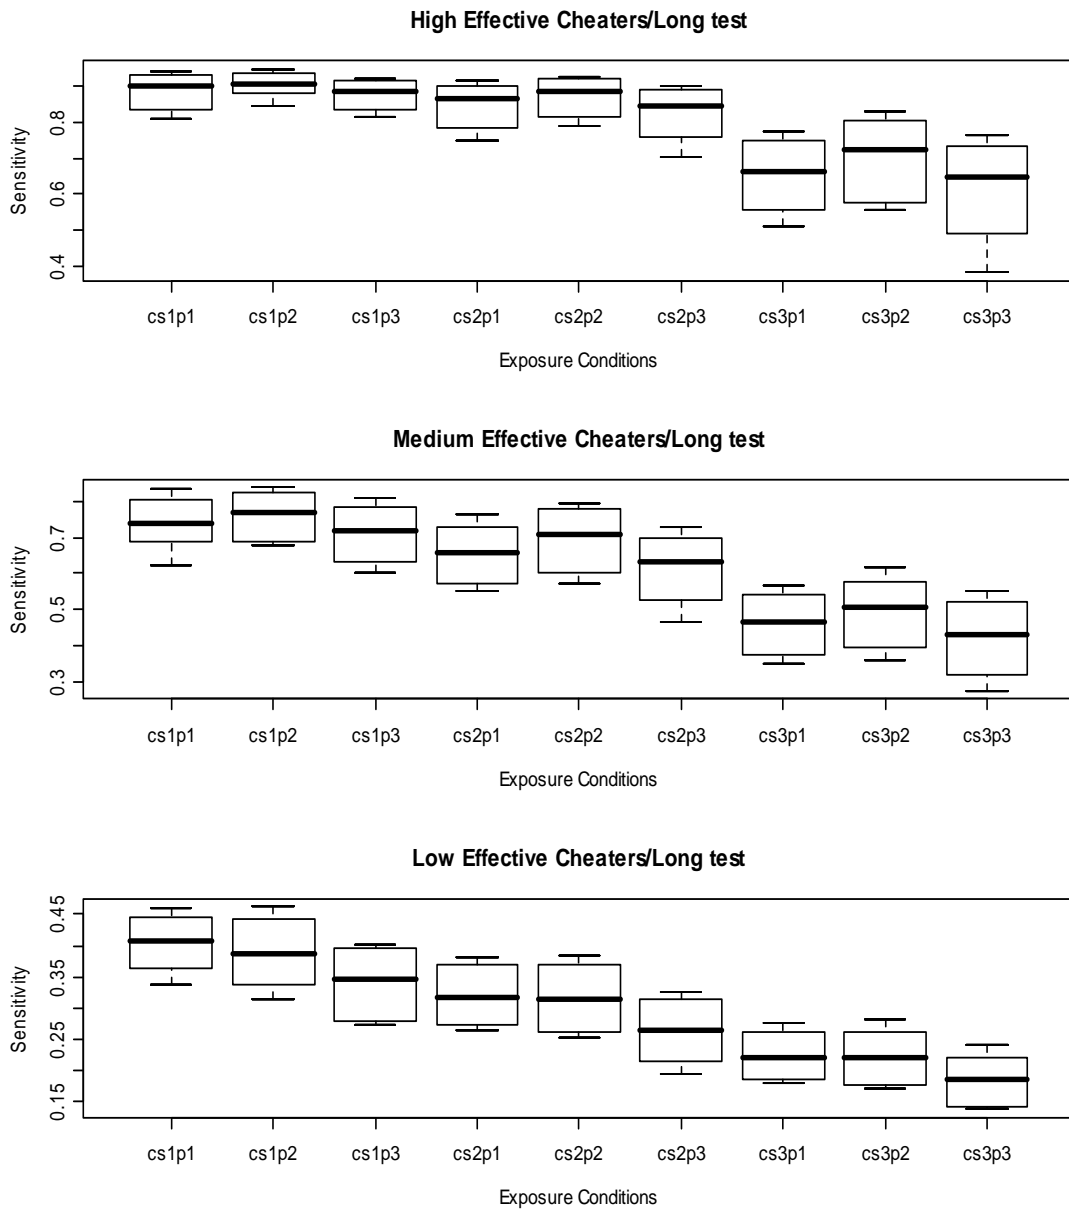 High Effective Cheaters/Long test
Sensitivity
0.8
0.6
0.4
cs1p1 cs1p2 cs1p3 cs2p1 cs2p2 cs2p3 cs3p1 cs3p2 cs3p3
Exposure Conditions
Medium Effective Cheaters/Long test
Sensitivity
0.7
0.5
0.3
cs1p1 cs1p2 cs1p3 cs2p1 cs2p2 cs2p3 cs3p1 cs3p2 cs3p3
Exposure Conditions
Low Effective Cheaters/Long test
Sensitivity
0.45
0.35
0.25
0.15
cs1p1 cs1p2 cs1p3 cs2p1 cs2p2 cs2p3 cs3p1 cs3p2 cs3p3
Exposure Conditions